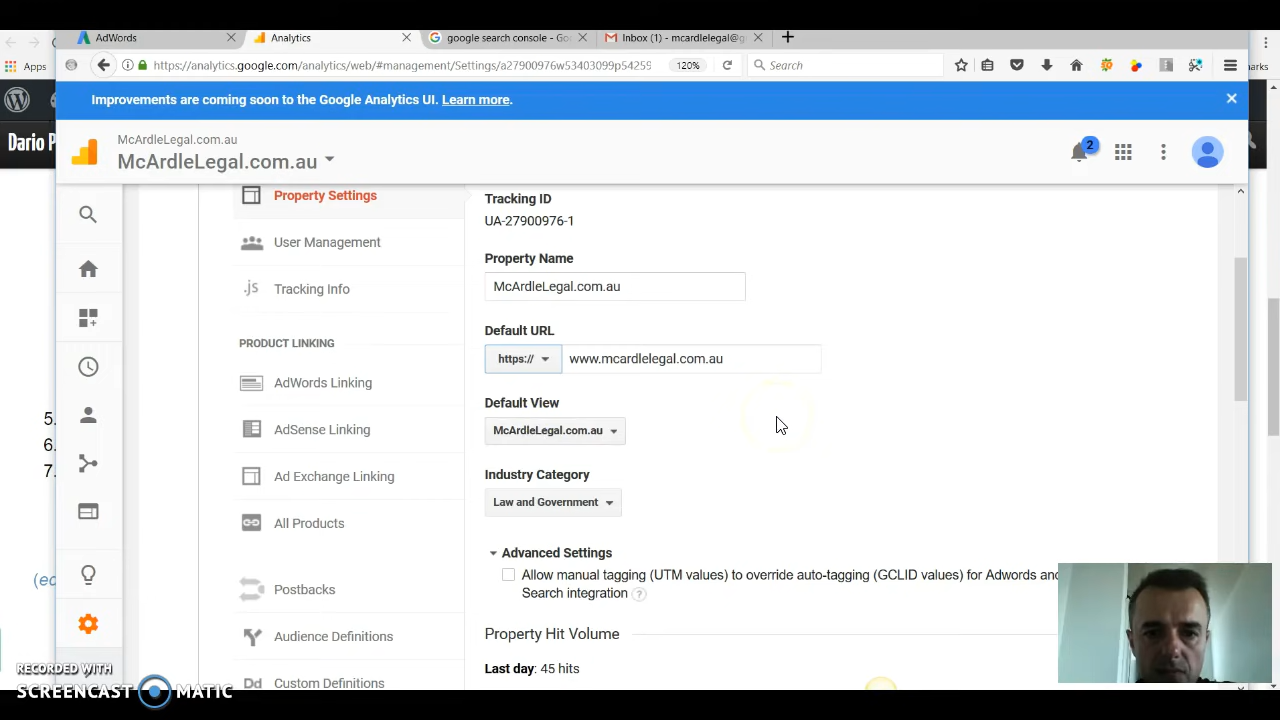 AdWords
Analytics
google search console - Go
Inbox (1) - mcardlelegal@g
https://analytics.google.com/analytics/web/#management/Settings/a27900976w53403099p54259
120%
Search
Apps
Improvements are coming soon to the Google Analytics UI. Learn more.
McArdleLegal.com.au
McArdleLegal.com.au
2
Dario P
Property Settings
User Management
Tracking Info
.js
PRODUCT LINKING
AdWords Linking
AdSense Linking
Ad Exchange Linking
All Products
Postbacks
Audience Definitions
Dd Custom Definitions
Tracking ID
UA-27900976-1
Property Name
McArdleLegal.com.au
Default URL
https:// www.mcardlelegal.com.au
Default View
McArdleLegal.com.au
Industry Category
Law and Government
Advanced Settings
Allow manual tagging (UTM values) to override auto-tagging (GCLID values) for Adwords and
Search integration ?
Property Hit Volume
Last day: 45 hits
5.
6.
7.
RECORDED WITH
SCREENCAST MATIC